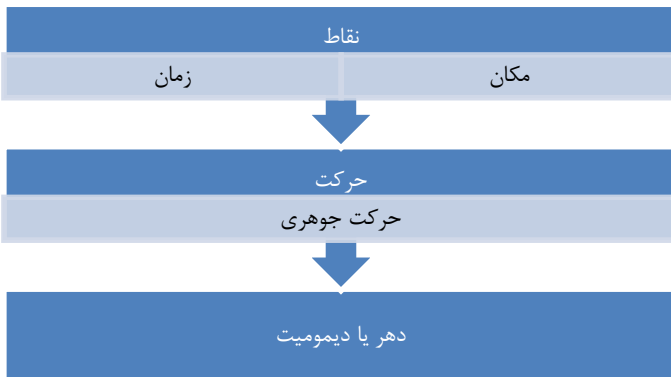 نقاط
مکان
زمان
حرکت
حرکت جوهری
دهر یا دیمومیت